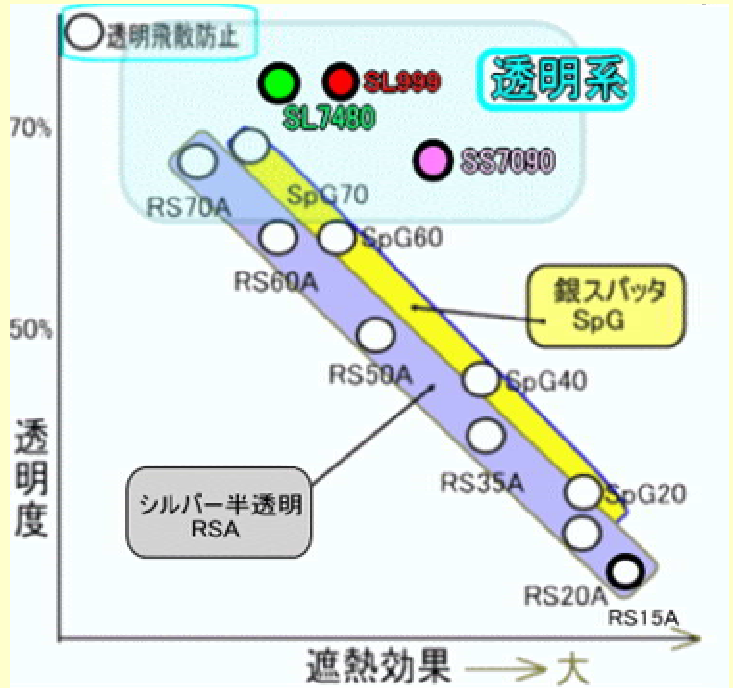 透明飛散防止
透明系
SL999
SL7480
70%
SS7090
SpG70
RS70A
SpG60
RS60A
銀スパッタ
SpG
50%
RS50A
SpG40
透明度
RS35A
シルバー半透明
RSA
SpG20
RS20A
RS15A
遮熱効果
大